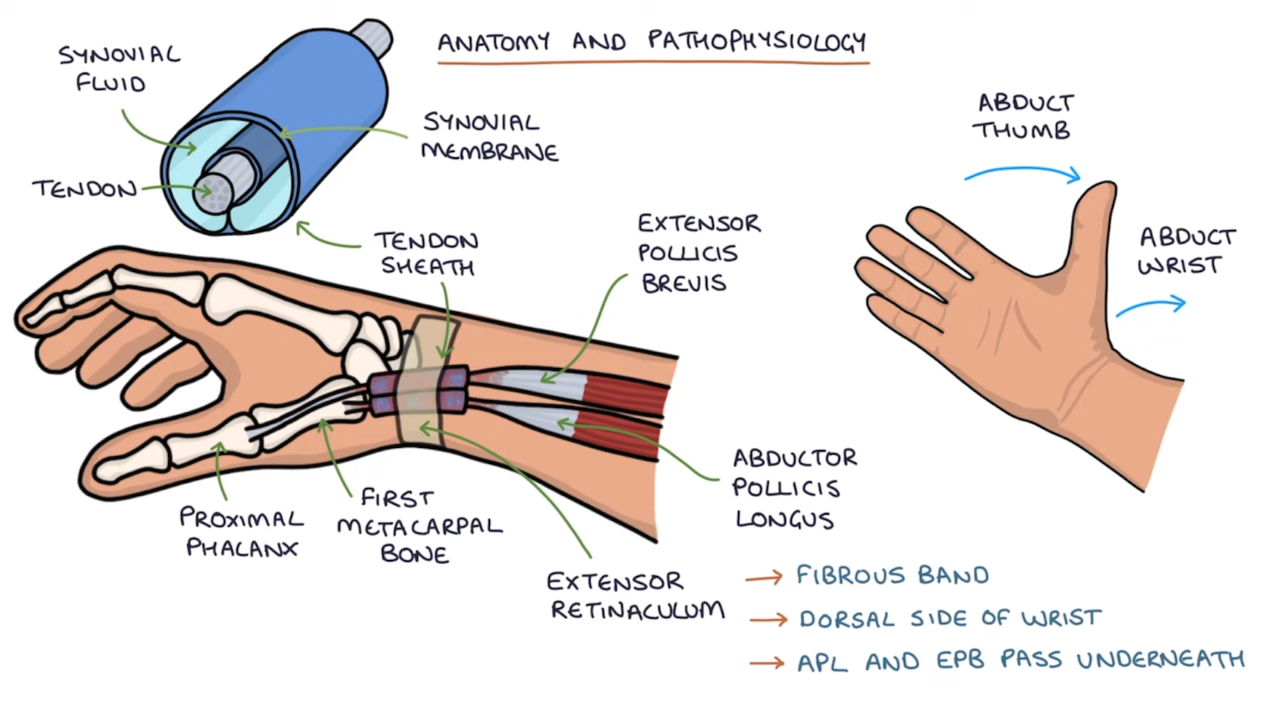 ANATOMY AND PATHOPHYSIOLOGY
SYNOVIAL
FLUID
SYNOVIAL
MEMBRANE
TENDON
TENDON
SHEATH
EXTENSOR
POLLICIS
BREVIS
ABDUCT
THUMB
ABDUCT
WRIST
PROXIMAL
PHALANX
FIRST
METACARPAL
BONE
EXTENSOR
RETINACULUM
ABDUCTOR
POLLICIS
LONGUS
→ FIBROUS BAND
→ DORSAL SIDE OF WRIST
→ APL AND EPB PASS UNDERNEATH